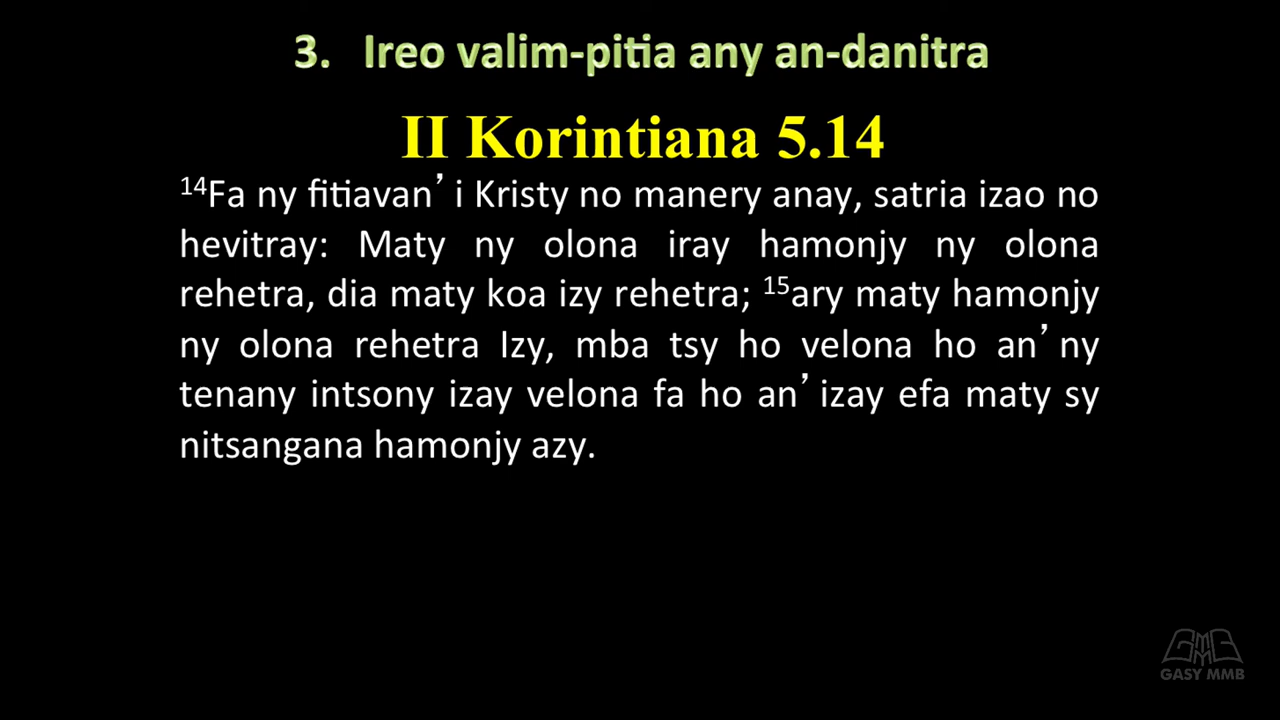 3. Ireo valim-pitia any an-danitra
II Korintiana 5.14
14Fa ny fitiavan’ i Kristy no manery anay, satria izao no
hevitray: Maty ny olona iray hamonjy ny olona
rehetra, dia maty koa izy rehetra; 15ary maty hamonjy
ny olona rehetra Izy, mba tsy ho velona ho an’ ny
tenany intsony izay velona fa ho an’ izay efa maty sy
nitsangana hamonjy azy.
GMMG
GASY MMB